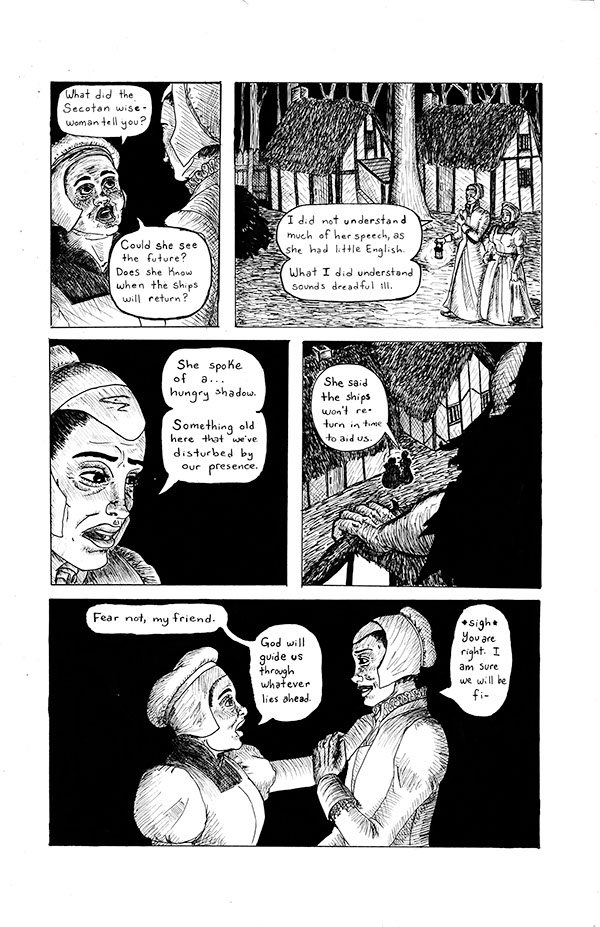 What did the
Secotan wise-
woman tell you?
Could she see
the future?
Does she know
when the ships
will return?
I did not understand
much of her speech, as
she had little English.
What I did understand
sounds dreadful ill.
She spoke
of a...
hungry shadow.
Something old
here that we've
disturbed by
our presence.
She said
the ships
won't re-
turn in time
to aid us.
Fear not, my friend.
God will
guide us
through
whatever
lies ahead.
*sigh*
You are
right. I
am sure
we will be
fi-